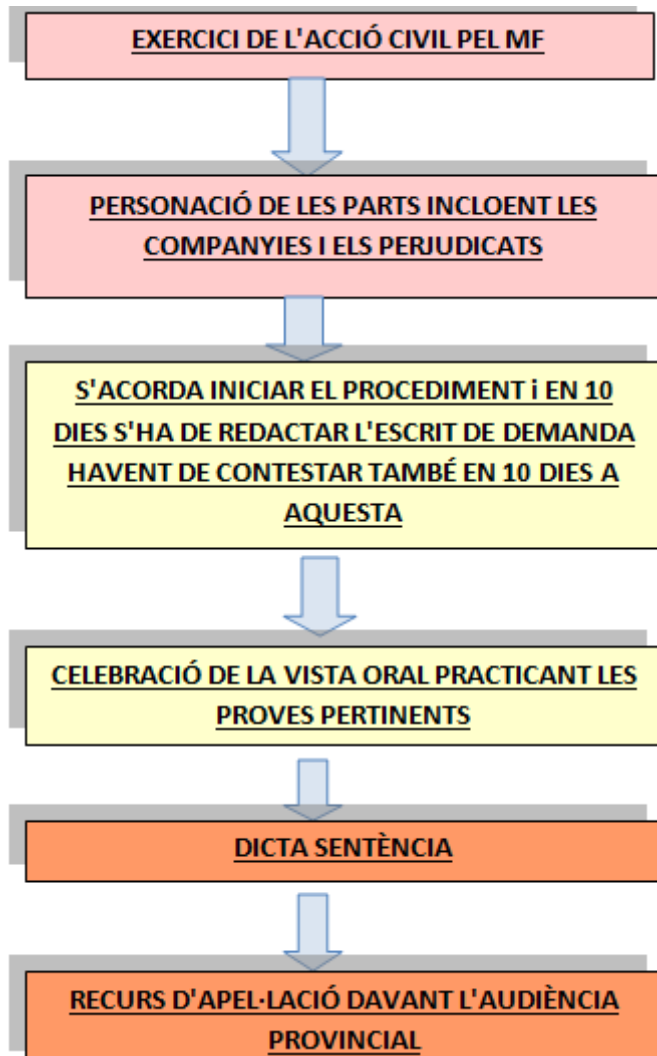 EXERCICI DE L'ACCIÓ CIVIL PEL MF
PERSONACIÓ DE LES PARTS INCLOENT LES
COMPANYIES I ELS PERJUDICATS
S'ACORDA INICIAR EL PROCEDIMENT i EN 10
DIES S'HA DE REDACTAR L'ESCRIT DE DEMANDA
HAVENT DE CONTESTAR TAMBÉ EN 10 DIES A
AQUESTA
CELEBRACIÓ DE LA VISTA ORAL PRACTICANT LES
PROVES PERTINENTS
DICTA SENTÈNCIA
RECURS D'APEL·LACIÓ DAVANT L'AUDIÈNCIA
PROVINCIAL